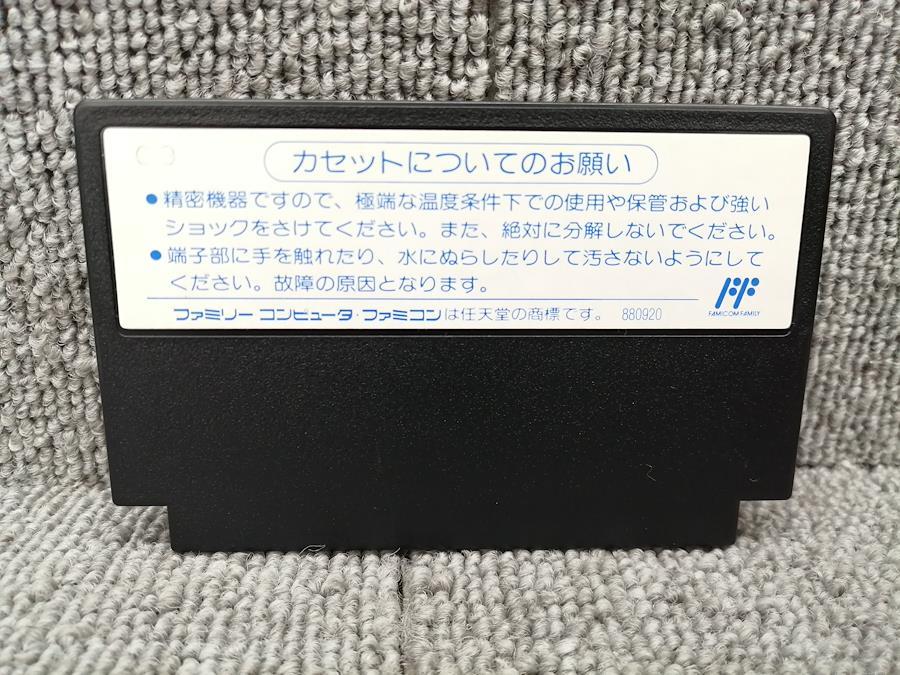 カセットについてのお願い
●精密機器ですので、極端な温度条件下での使用や保管および強い
ショックをさけてください。また、絶対に分解しないでください。
●端子部に手を触れたり、水にぬらしたりして汚さないようにして
ください。故障の原因となります。
ファミリー コンピュータ・ファミコンは任天堂の商標です。 880920
FAMICOM FAMILY